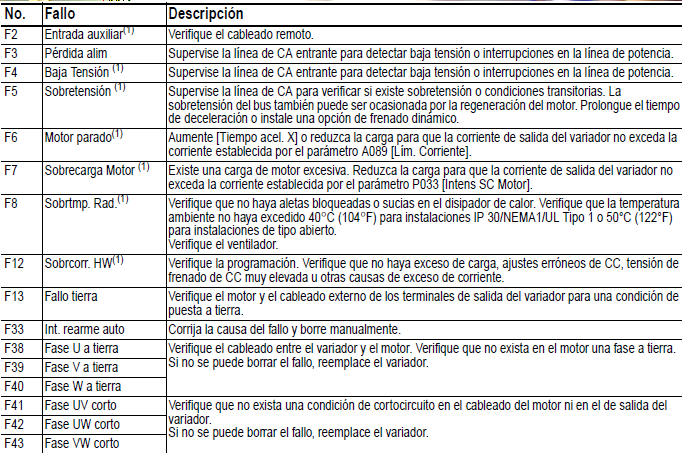 No. Fallo Descripción
F2 Entrada auxiliar(1) Verifique el cableado remoto.
F3 Pérdida alim Supervise la línea de CA entrante para detectar baja tensión o interrupciones en la línea de potencia.
F4 Baja Tensión (1) Supervise la línea de CA entrante para detectar baja tensión o interrupciones en la línea de potencia.
F5 Sobretensión (1) Supervise la línea de CA para verificar si existe sobretensión o condiciones transitorias. La
sobretensión del bus también puede ser ocasionada por la regeneración del motor. Prolongue el tiempo
de deceleración o instale una opción de frenado dinámico.
F6 Motor parado(1) Aumente [Tiempo acel. X] o reduzca la carga para que la corriente de salida del variador no exceda la
corriente establecida por el parámetro A089 [Lím. Corriente].
F7 Sobrecarga Motor (1) Existe una carga de motor excesiva. Reduzca la carga para que la corriente de salida del variador no
exceda la corriente establecida por el parámetro P033 [Intens SC Motor].
F8 Sobrtmp. Rad.(1) Verifique que no haya aletas bloqueadas o sucias en el disipador de calor. Verifique que la temperatura
ambiente no haya excedido 40°C (104°F) para instalaciones IP 30/NEMA1/UL Tipo 1 o 50°C (122°F)
para instalaciones de tipo abierto.
Verifique el ventilador.
F12 Sobrcorr. HW(1) Verifique la programación. Verifique que no haya exceso de carga, ajustes erróneos de CC, tensión de
frenado de CC muy elevada u otras causas de exceso de corriente.
F13 Fallo tierra Verifique el motor y el cableado externo de los terminales de salida del variador para una condición de
puesta a tierra.
F33 Int. rearme auto Corrija la causa del fallo y borre manualmente.
F38 Fase U a tierra Verifique el cableado entre el variador y el motor. Verifique que no exista en el motor una fase a tierra.
F39 Fase V a tierra Si no se puede borrar el fallo, reemplace el variador.
F40 Fase W a tierra
F41 Fase UV corto Verifique que no exista una condición de cortocircuito en el cableado del motor ni en el de salida del
F42 Fase UW corto variador.
F43 Fase VW corto Si no se puede borrar el fallo, reemplace el variador.